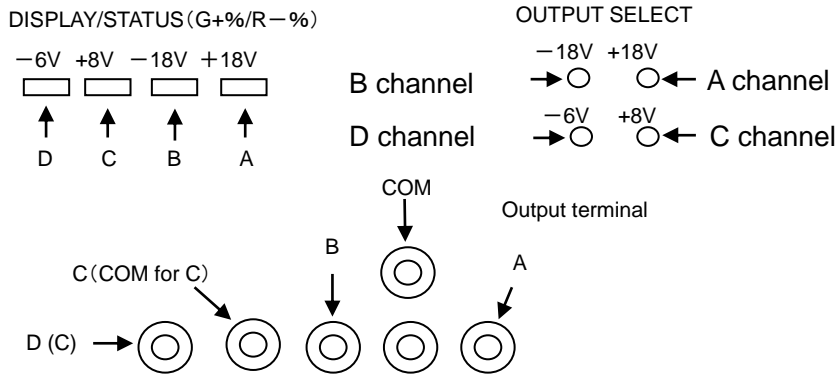 DISPLAY/STATUS（G+%/R－%）
OUTPUT SELECT
－6V +8V －18V ＋18V
－18V +18V
B channel
A channel
－6V +8V
D channel
C channel
D C B A
COM
Output terminal
B
A
C（COM for C）
D (C)